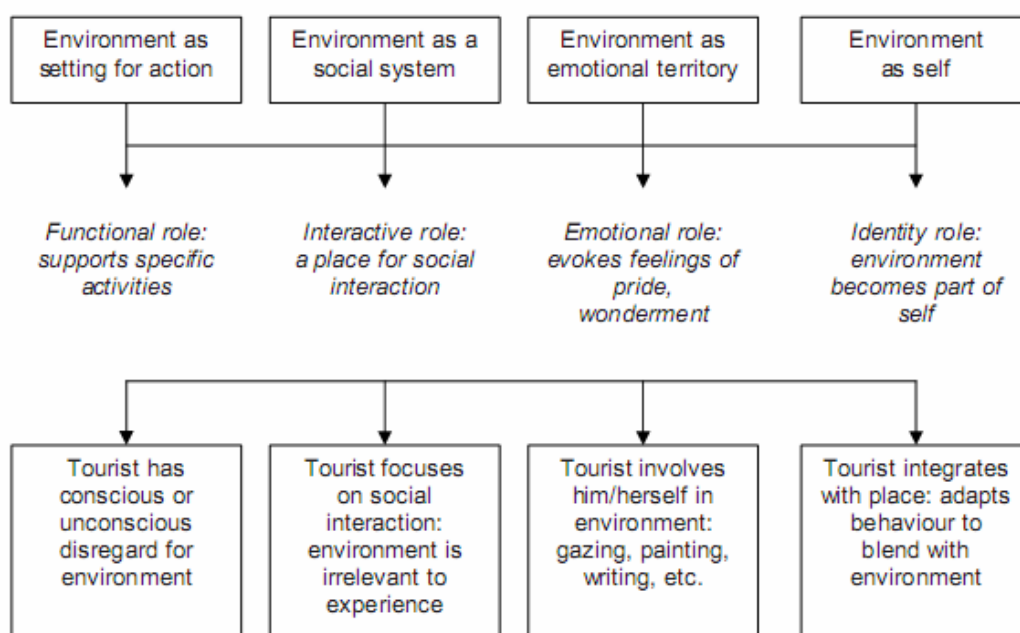 Environment as
setting for action
Environment as a
social system
Environment as
emotional territory
Environment
as self
Functional role:
supports specific
activities
Interactive role:
a place for social
interaction
Emotional role:
evokes feelings of
pride,
wonderment
Identity role:
environment
becomes part of
self
Tourist has
conscious or
unconscious
disregard for
environment
Tourist focuses
on social
interaction:
environment is
irrelevant to
experience
Tourist involves
him/herself in
environment:
gazing, painting,
writing, etc.
Tourist integrates
with place: adapts
behaviour to
blend with
environment